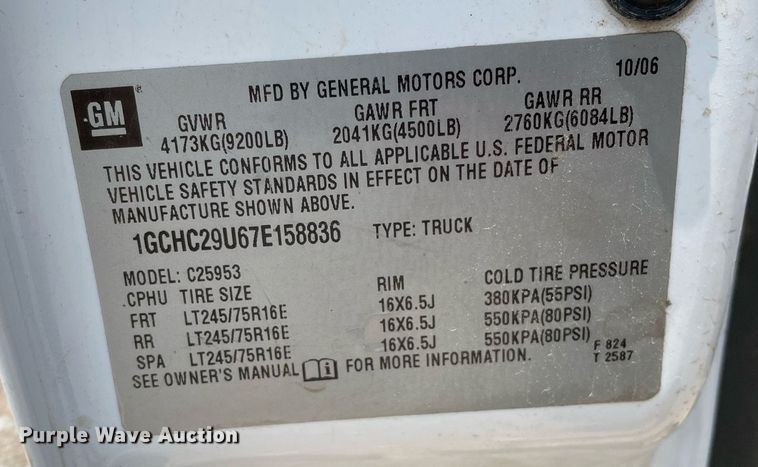 MFD BY GENERAL MOTORS CORP. 10/06
GM
GVWR GAWR FRT GAWR RR
4173KG(9200LB) 2041KG(4500LB) 2760KG(6084LB)
THIS VEHICLE CONFORMS TO ALL APPLICABLE U.S. FEDERAL MOTOR
VEHICLE SAFETY STANDARDS IN EFFECT ON THE DATE OF
MANUFACTURE SHOWN ABOVE.
1GCHC29U67E158836 TYPE: TRUCK
MODEL: C25953
.CPHU TIRE SIZE RIM COLD TIRE PRESSURE
FRT LT245/75R16E 16X6.5J 380KPA(55PSI)
RR LT245/75R16E 16X6.5J 550KPA(80PSI)
SPA LT245/75R16E 16X6.5J 550KPA(80PSI)
SEE OWNER'S MANUAL FOR MORE INFORMATION.
F 824
T 2587
Purple Wave Auction